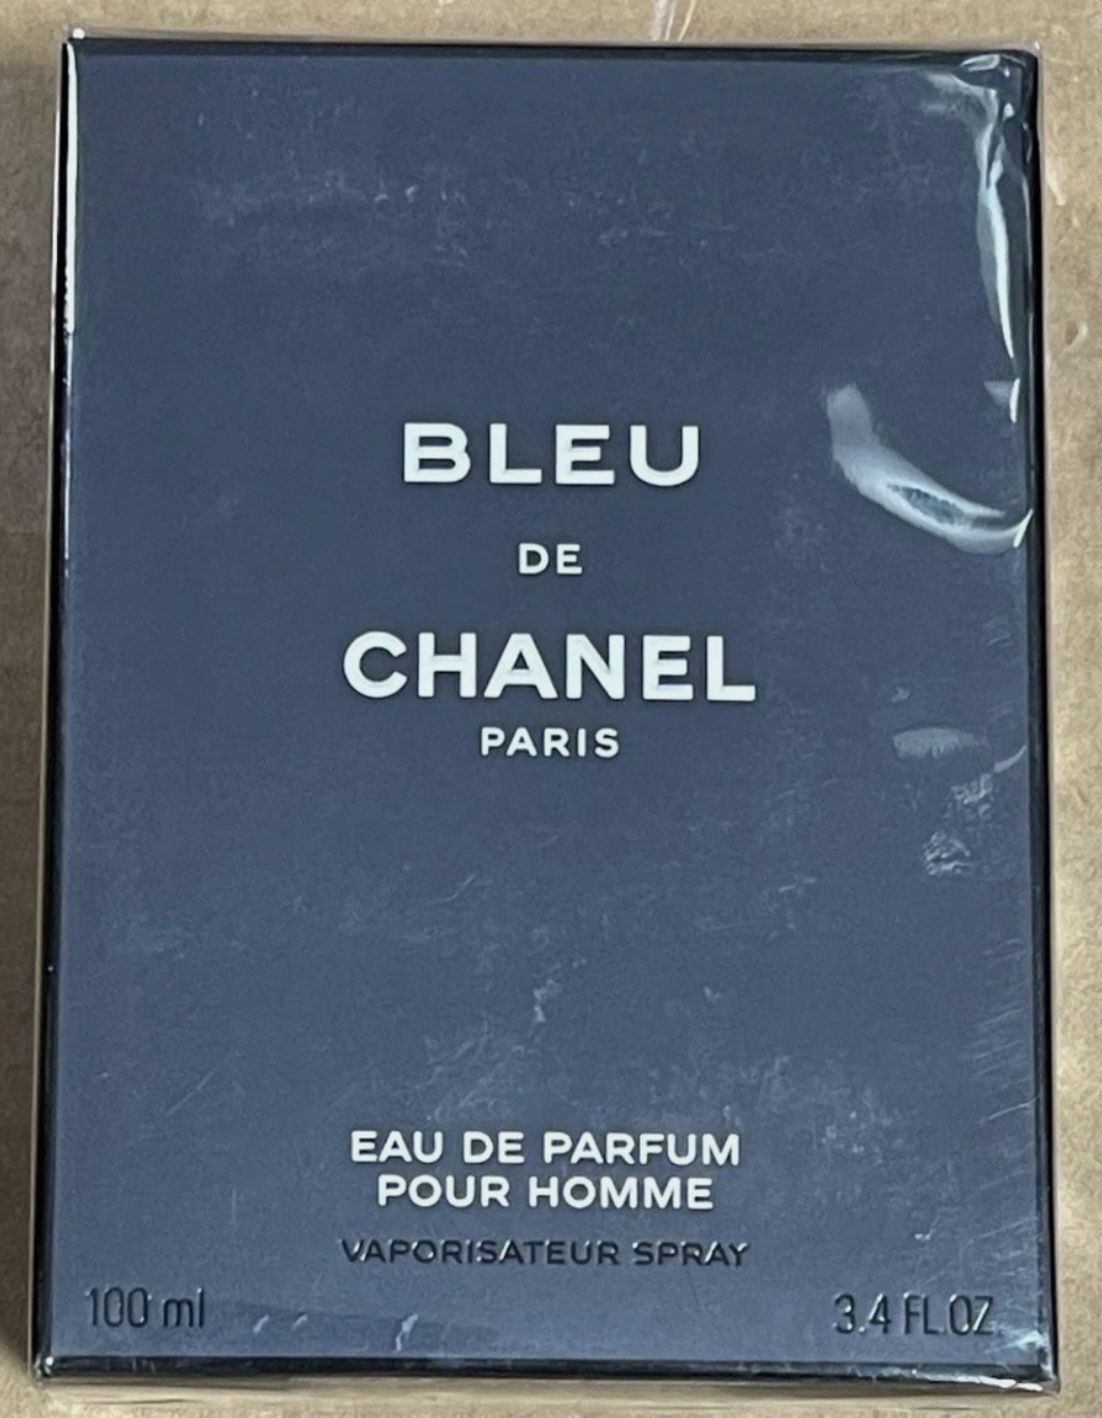 BLEU
DE
CHANEL
PARIS
EAU DE PARFUM
POUR HOMME
VAPORISATEUR SPRAY
100 ml 3.4 FL.OZ